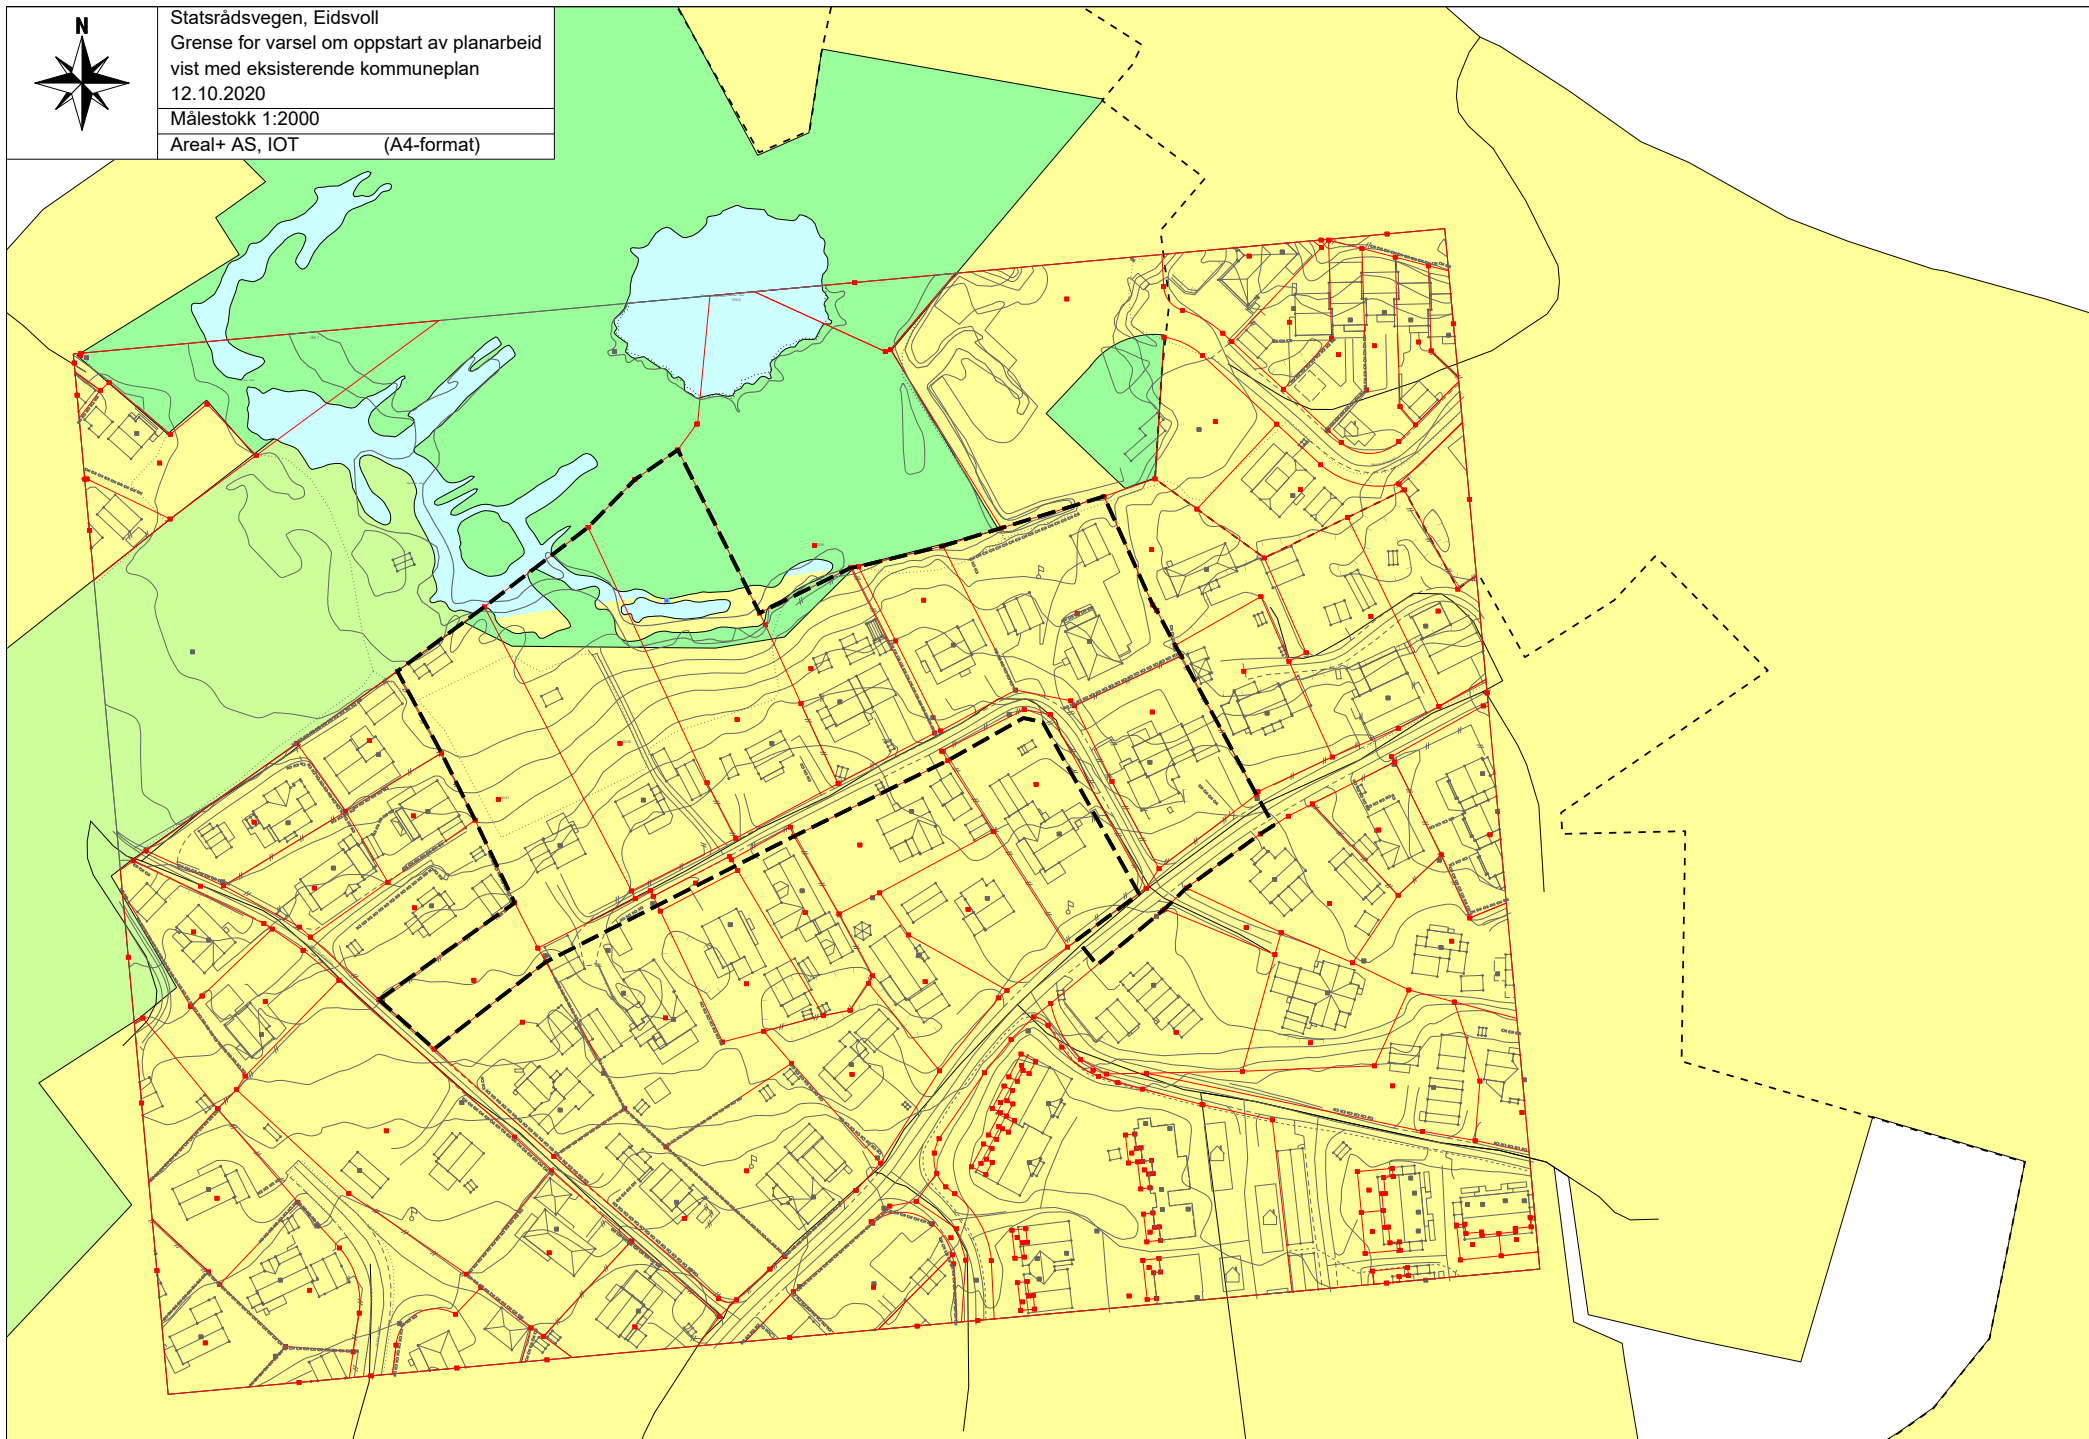 N
Statsrådsvegen, Eidsvoll
Grense for varsel om oppstart av planarbeid
vist med eksisterende kommuneplan
12.10.2020
Målestokk 1:2000
Areal+ AS, IOT (A4-format)